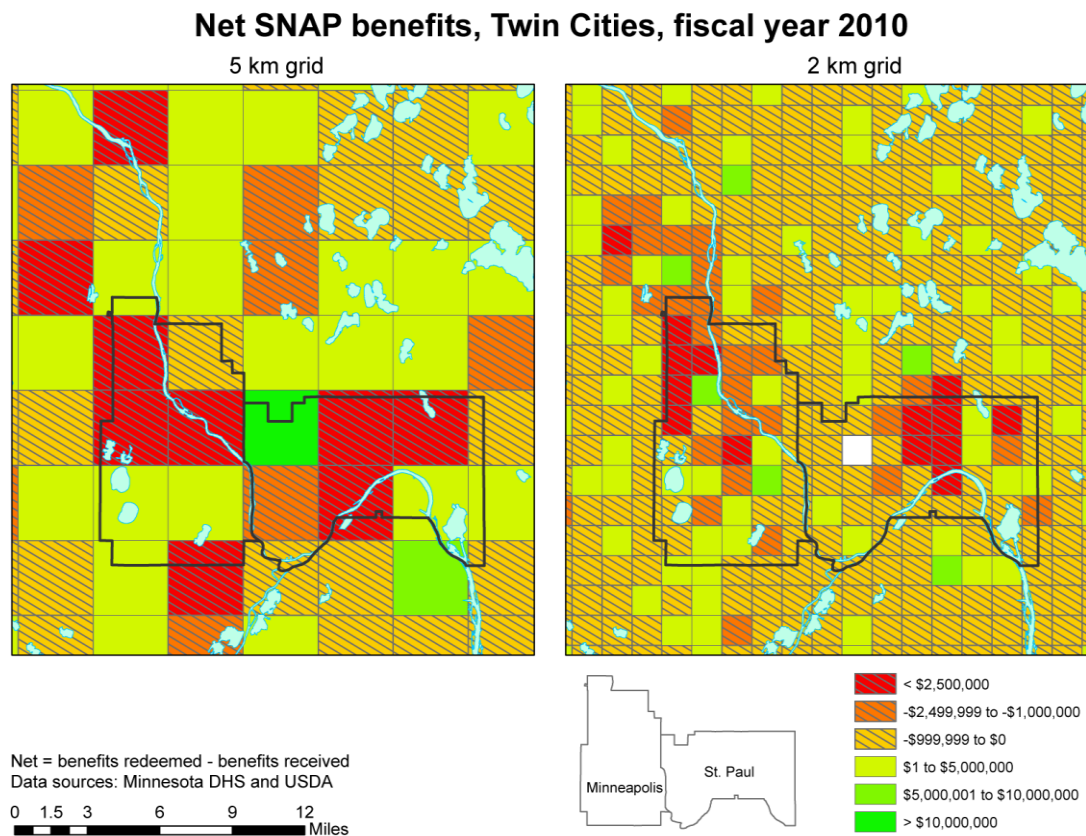 Net SNAP benefits, Twin Cities, fiscal year 2010
5 km grid
2 km grid
< $2,500,000
-$2,499,999 to -$1,000,000
-$999,999 to $0
$1 to $5,000,000
$5,000,001 to $10,000,000
> $10,000,000
Minneapolis
St. Paul
Net = benefits redeemed - benefits received
Data sources: Minnesota DHS and USDA
0 1.5 3 6 9 12
Miles